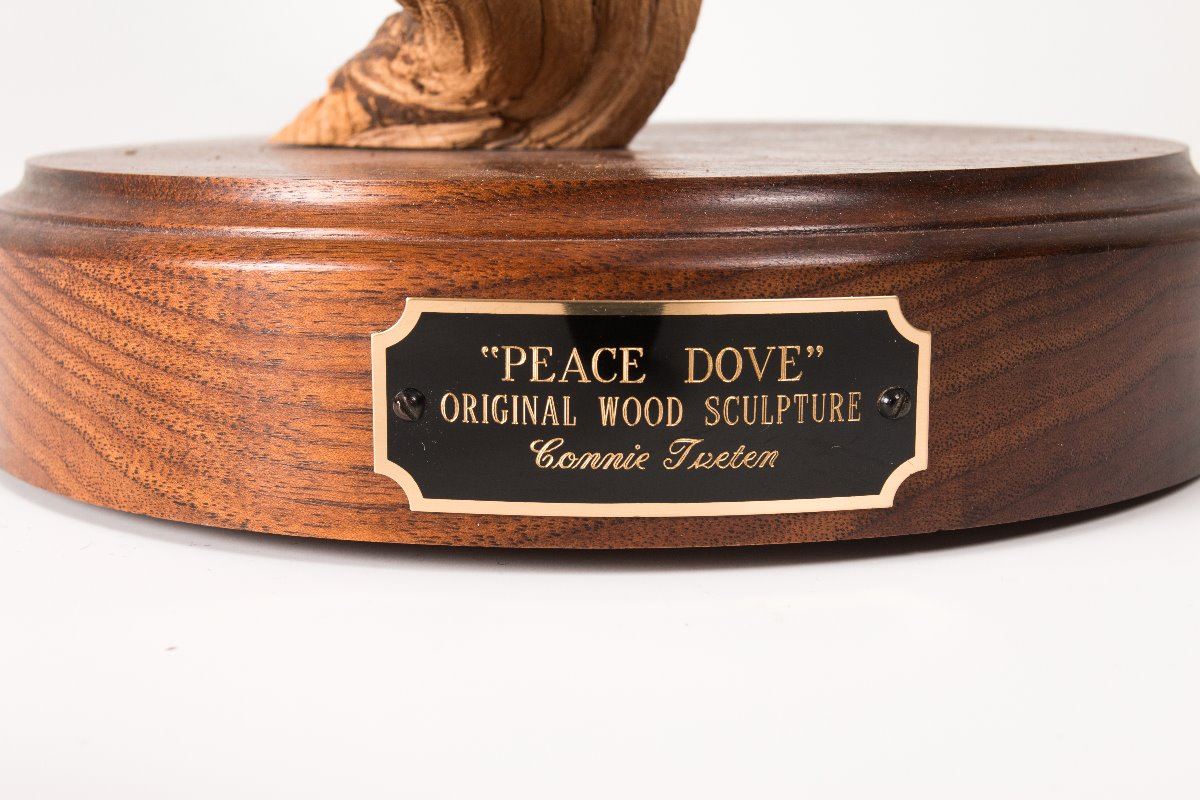 “PEACE DOVE”
ORIGINAL WOOD SCULPTURE
Connie Tveten